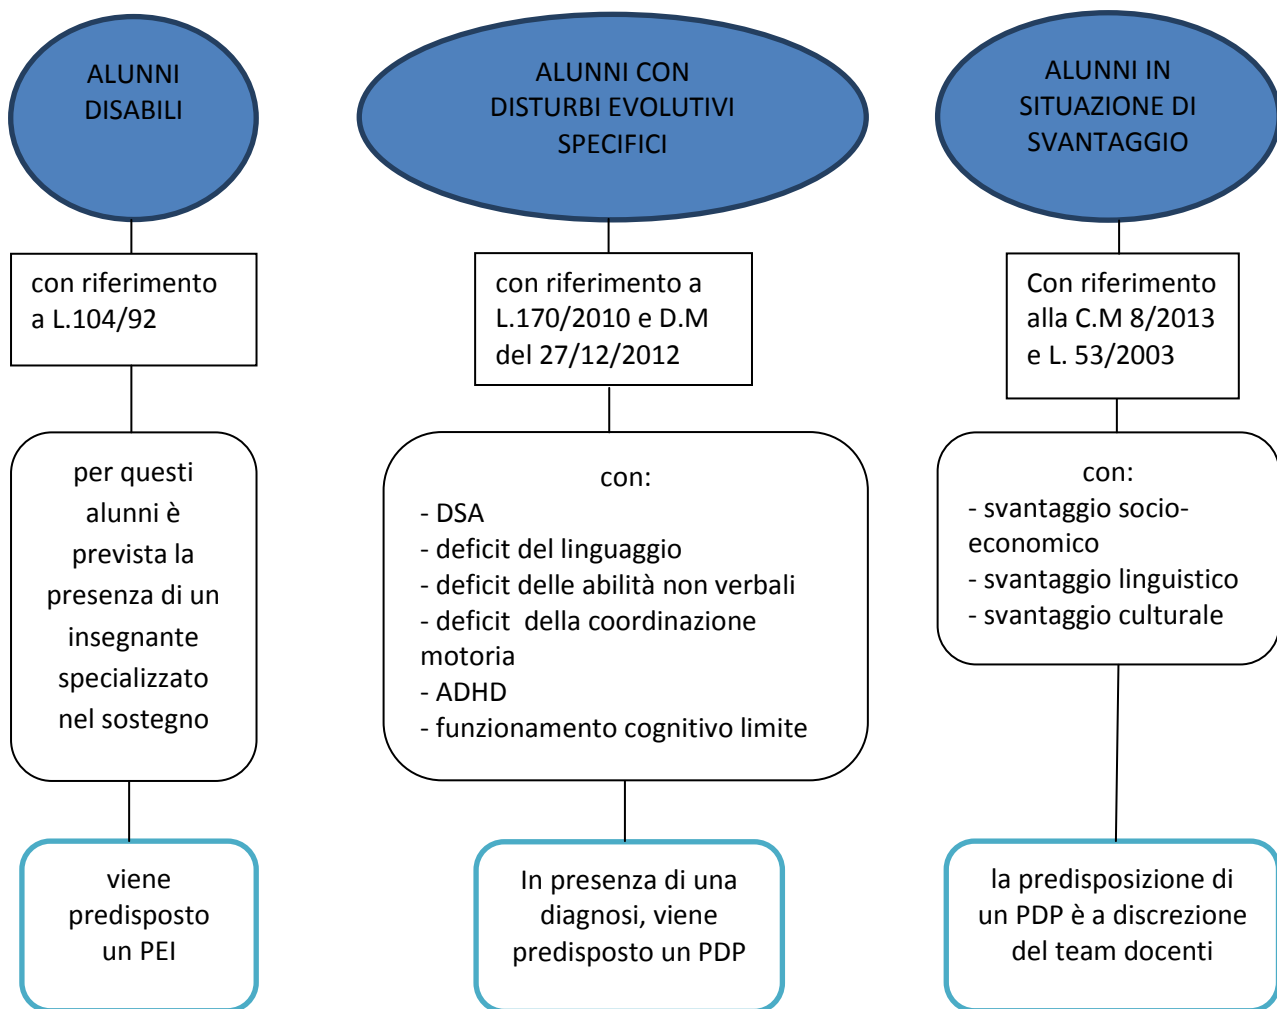 ALUNNI
DISABILI
con riferimento
a L.104/92
per questi
alunni è
prevista la
presenza di un
insegnante
specializzato
nel sostegno
viene
predisposto
un PEI
ALUNNI CON
DISTURBI EVOLUTIVI
SPECIFICI
con riferimento a
L.170/2010 e D.M
del 27/12/2012
con:
- DSA
- deficit del linguaggio
- deficit delle abilità non verbali
- deficit  della coordinazione
motoria
- ADHD
- funzionamento cognitivo limite
In presenza di una
diagnosi, viene
predisposto un PDP
ALUNNI IN
SITUAZIONE DI
SVANTAGGIO
Con riferimento
alla C.M 8/2013
e L. 53/2003
con:
- svantaggio socio-
economico
- svantaggio linguistico
- svantaggio culturale
la predisposizione di
un PDP è a discrezione
del team docenti